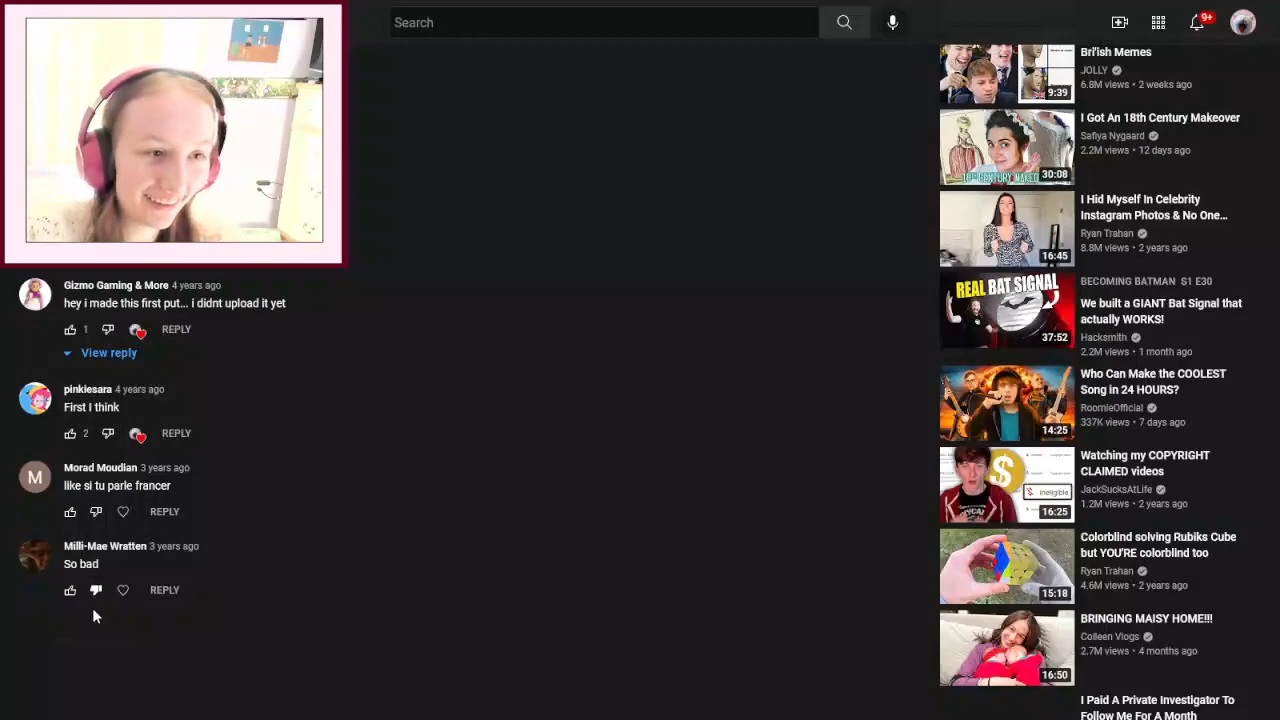 Search
9+
Gizmo Gaming & More 4 years ago
hey i made this first put... i didnt upload it yet
1 REPLY
View reply
pinkiesara 4 years ago
First I think
2 REPLY
M
Morad Moudian 3 years ago
like si tu parle francer
REPLY
Milli-Mae Wratten 3 years ago
So bad
REPLY
9:39
Bri'ish Memes
JOLLY
6.8M views • 2 weeks ago
30:08
I Got An 18th Century Makeover
Safiya Nygaard
2.2M views • 12 days ago
16:45
I Hid Myself In Celebrity
Instagram Photos & No One...
Ryan Trahan
8.8M views • 2 years ago
REAL BAT SIGNAL
37:52
BECOMING BATMAN S1 E30
We built a GIANT Bat Signal that
actually WORKS!
Hacksmith
2.2M views • 1 month ago
14:25
Who Can Make the COOLEST
Song in 24 HOURS?
RoomieOfficial
337K views • 7 days ago
$
Ineligible
16:25
Watching my COPYRIGHT
CLAIMED videos
JackSucksAtLife
1.2M views • 2 years ago
15:18
Colorblind solving Rubiks Cube
but YOU'RE colorblind too
Ryan Trahan
4.6M views • 2 years ago
16:50
BRINGING MAISY HOME!!!
Colleen Vlogs
2.7M views • 4 months ago
I Paid A Private Investigator To
Follow Me For A Month